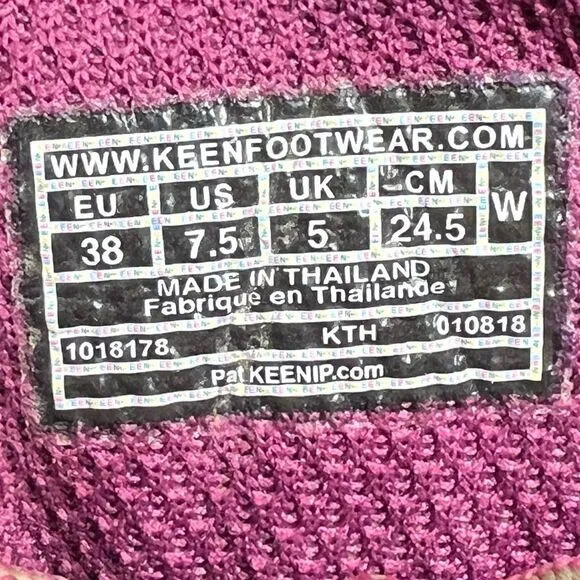 WWW.KEENFOOTWEAR.COM
EU US UK CM W
38 7.5 5 24.5
MADE IN THAILAND
Fabriqué en Thaïlande
1018178 KTH 010818
Pat KEENIP.com